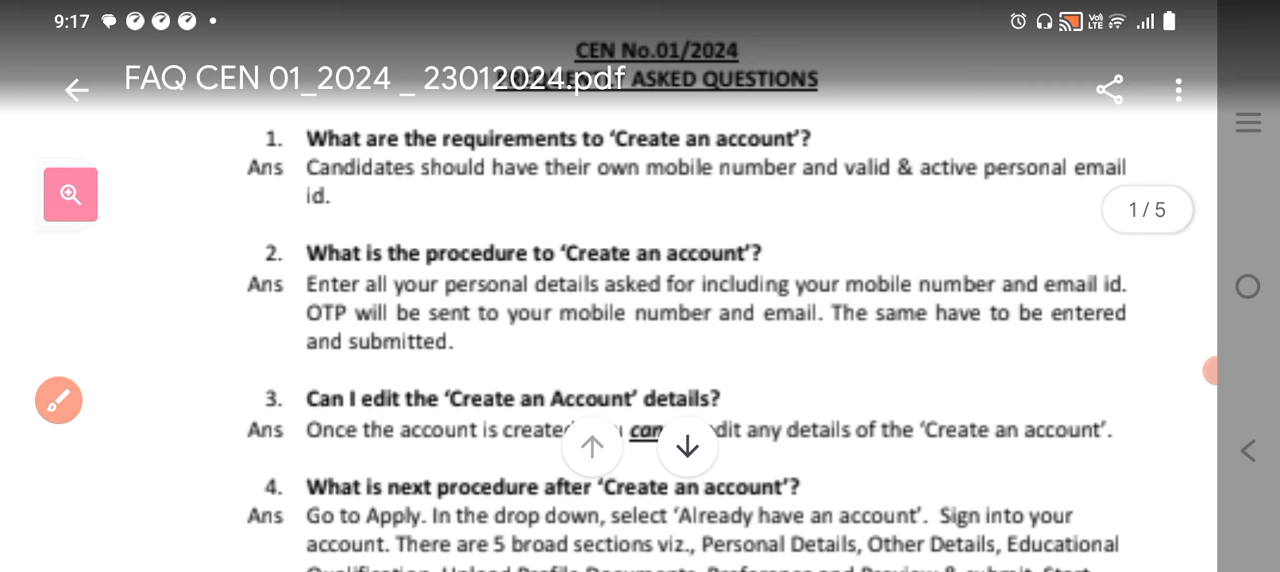 9:17
VoI) LTE
CEN No.01/2024
FAQ CEN 01_2024 _ 23012024.pdf
ASKED QUESTIONS
1. What are the requirements to ‘Create an account’?
Ans Candidates should have their own mobile number and valid & active personal email
id.
1 / 5
2. What is the procedure to ‘Create an account’?
Ans Enter all your personal details asked for including your mobile number and email id.
OTP will be sent to your mobile number and email. The same have to be entered
and submitted.
3. Can I edit the ‘Create an Account’ details?
Ans Once the account is create can dit any details of the ‘Create an account’.
4. What is next procedure after ‘Create an account’?
Ans Go to Apply. In the drop down, select ‘Already have an account’. Sign into your
account. There are 5 broad sections viz., Personal Details, Other Details, Educational